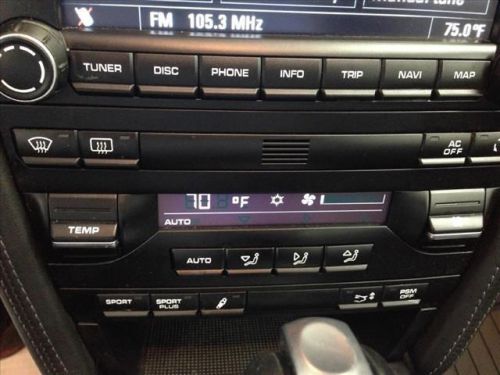 FM 105.3 MHz 75.0°F
TUNER DISC PHONE INFO TRIP NAVI MAP
AC OFF
70 °F
AUTO
TEMP
AUTO
SPORT SPORT PLUS PSM OFF